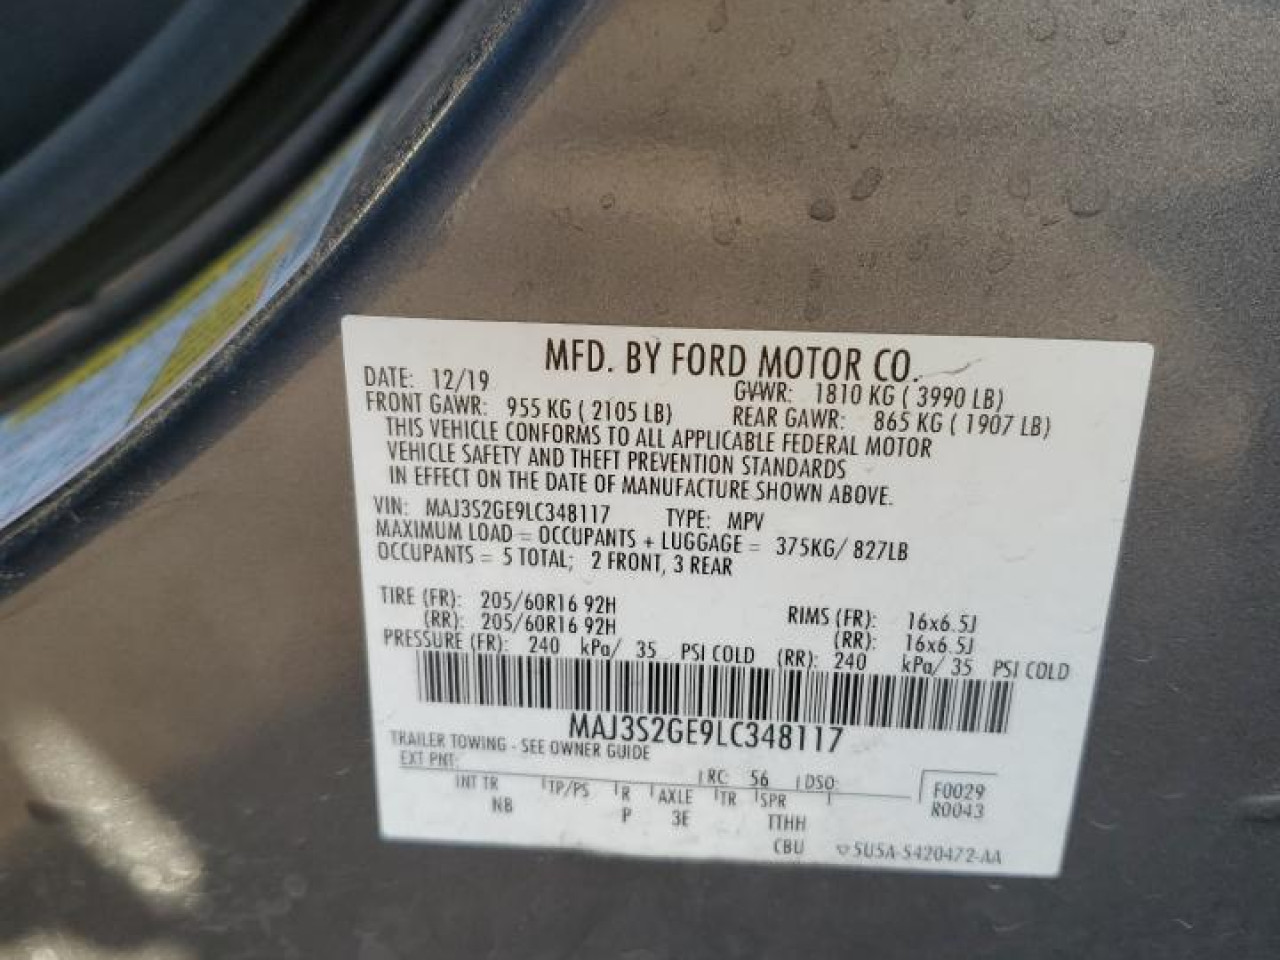 MFD. BY FORD MOTOR CO.
DATE: 12/19 GVWR: 1810 KG ( 3990 LB)
FRONT GAWR: 955 KG ( 2105 LB) REAR GAWR: 865 KG ( 1907 LB)
THIS VEHICLE CONFORMS TO ALL APPLICABLE FEDERAL MOTOR
VEHICLE SAFETY AND THEFT PREVENTION STANDARDS
IN EFFECT ON THE DATE OF MANUFACTURE SHOWN ABOVE.
VIN: MAJ3S2GE9LC348117 TYPE: MPV
MAXIMUM LOAD = OCCUPANTS + LUGGAGE = 375KG/ 827LB
OCCUPANTS = 5 TOTAL; 2 FRONT, 3 REAR
TIRE (FR): 205/60R16 92H RIMS (FR): 16x6.5J
(RR): 205/60R16 92H (RR): 16x6.5J
PRESSURE (FR): 240 kPa/ 35 PSI COLD (RR): 240 kPa/ 35 PSI COLD
MAJ3S2GE9LC348117
TRAILER TOWING - SEE OWNER GUIDE
EXT PNT: RC: 56 DSO: F0029
INT TR TP/PS R AXLE TR SPR R0043
NB P 3E TTHH
CBU 5U5A-5420472-AA